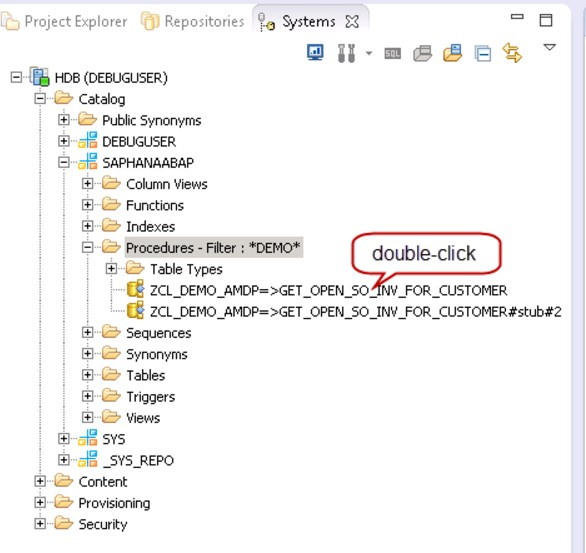 Project Explorer Repositories Systems
SQL
HDB (DEBUGUSER)
Catalog
Public Synonyms
DEBUGUSER
SAPHANAABAP
Column Views
Functions
Indexes
Procedures - Filter : *DEMO*
double-click
Table Types
ZCL_DEMO_AMDP=>GET_OPEN_SO_INV_FOR_CUSTOMER
ZCL_DEMO_AMDP=>GET_OPEN_SO_INV_FOR_CUSTOMER#stub#2
Sequences
Synonyms
Tables
Triggers
Views
SYS
_SYS_REPO
Content
Provisioning
Security